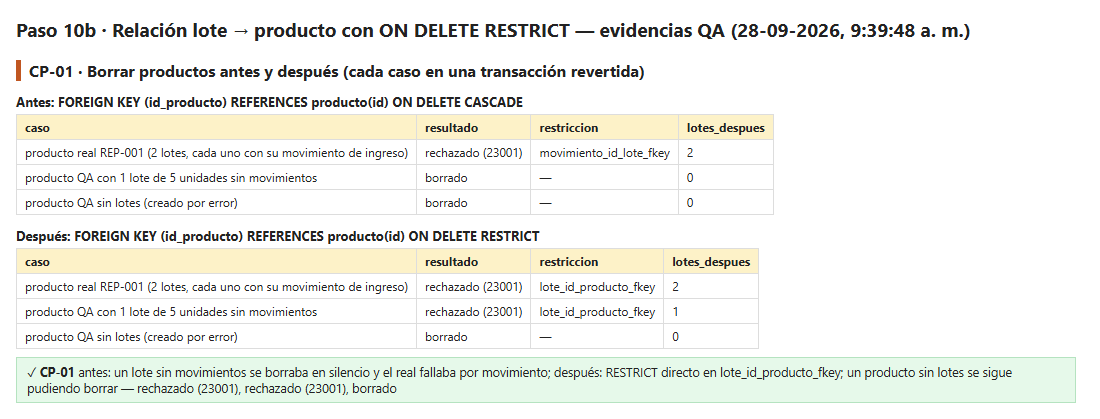 Paso 10b · Relación lote → producto con ON DELETE RESTRICT — evidencias QA (28-09-2026, 9:39:48 a. m.)
CP-01 · Borrar productos antes y después (cada caso en una transacción revertida)
Antes: FOREIGN KEY (id_producto) REFERENCES producto(id) ON DELETE CASCADE
caso resultado restriccion lotes_despues
producto real REP-001 (2 lotes, cada uno con su movimiento de ingreso) rechazado (23001) movimiento_id_lote_fkey 2
producto QA con 1 lote de 5 unidades sin movimientos borrado — 0
producto QA sin lotes (creado por error) borrado — 0
Después: FOREIGN KEY (id_producto) REFERENCES producto(id) ON DELETE RESTRICT
caso resultado restriccion lotes_despues
producto real REP-001 (2 lotes, cada uno con su movimiento de ingreso) rechazado (23001) lote_id_producto_fkey 2
producto QA con 1 lote de 5 unidades sin movimientos rechazado (23001) lote_id_producto_fkey 1
producto QA sin lotes (creado por error) borrado — 0
✓ CP-01 antes: un lote sin movimientos se borraba en silencio y el real fallaba por movimiento; después: RESTRICT directo en lote_id_producto_fkey; un producto sin lotes se sigue
pudiendo borrar — rechazado (23001), rechazado (23001), borrado